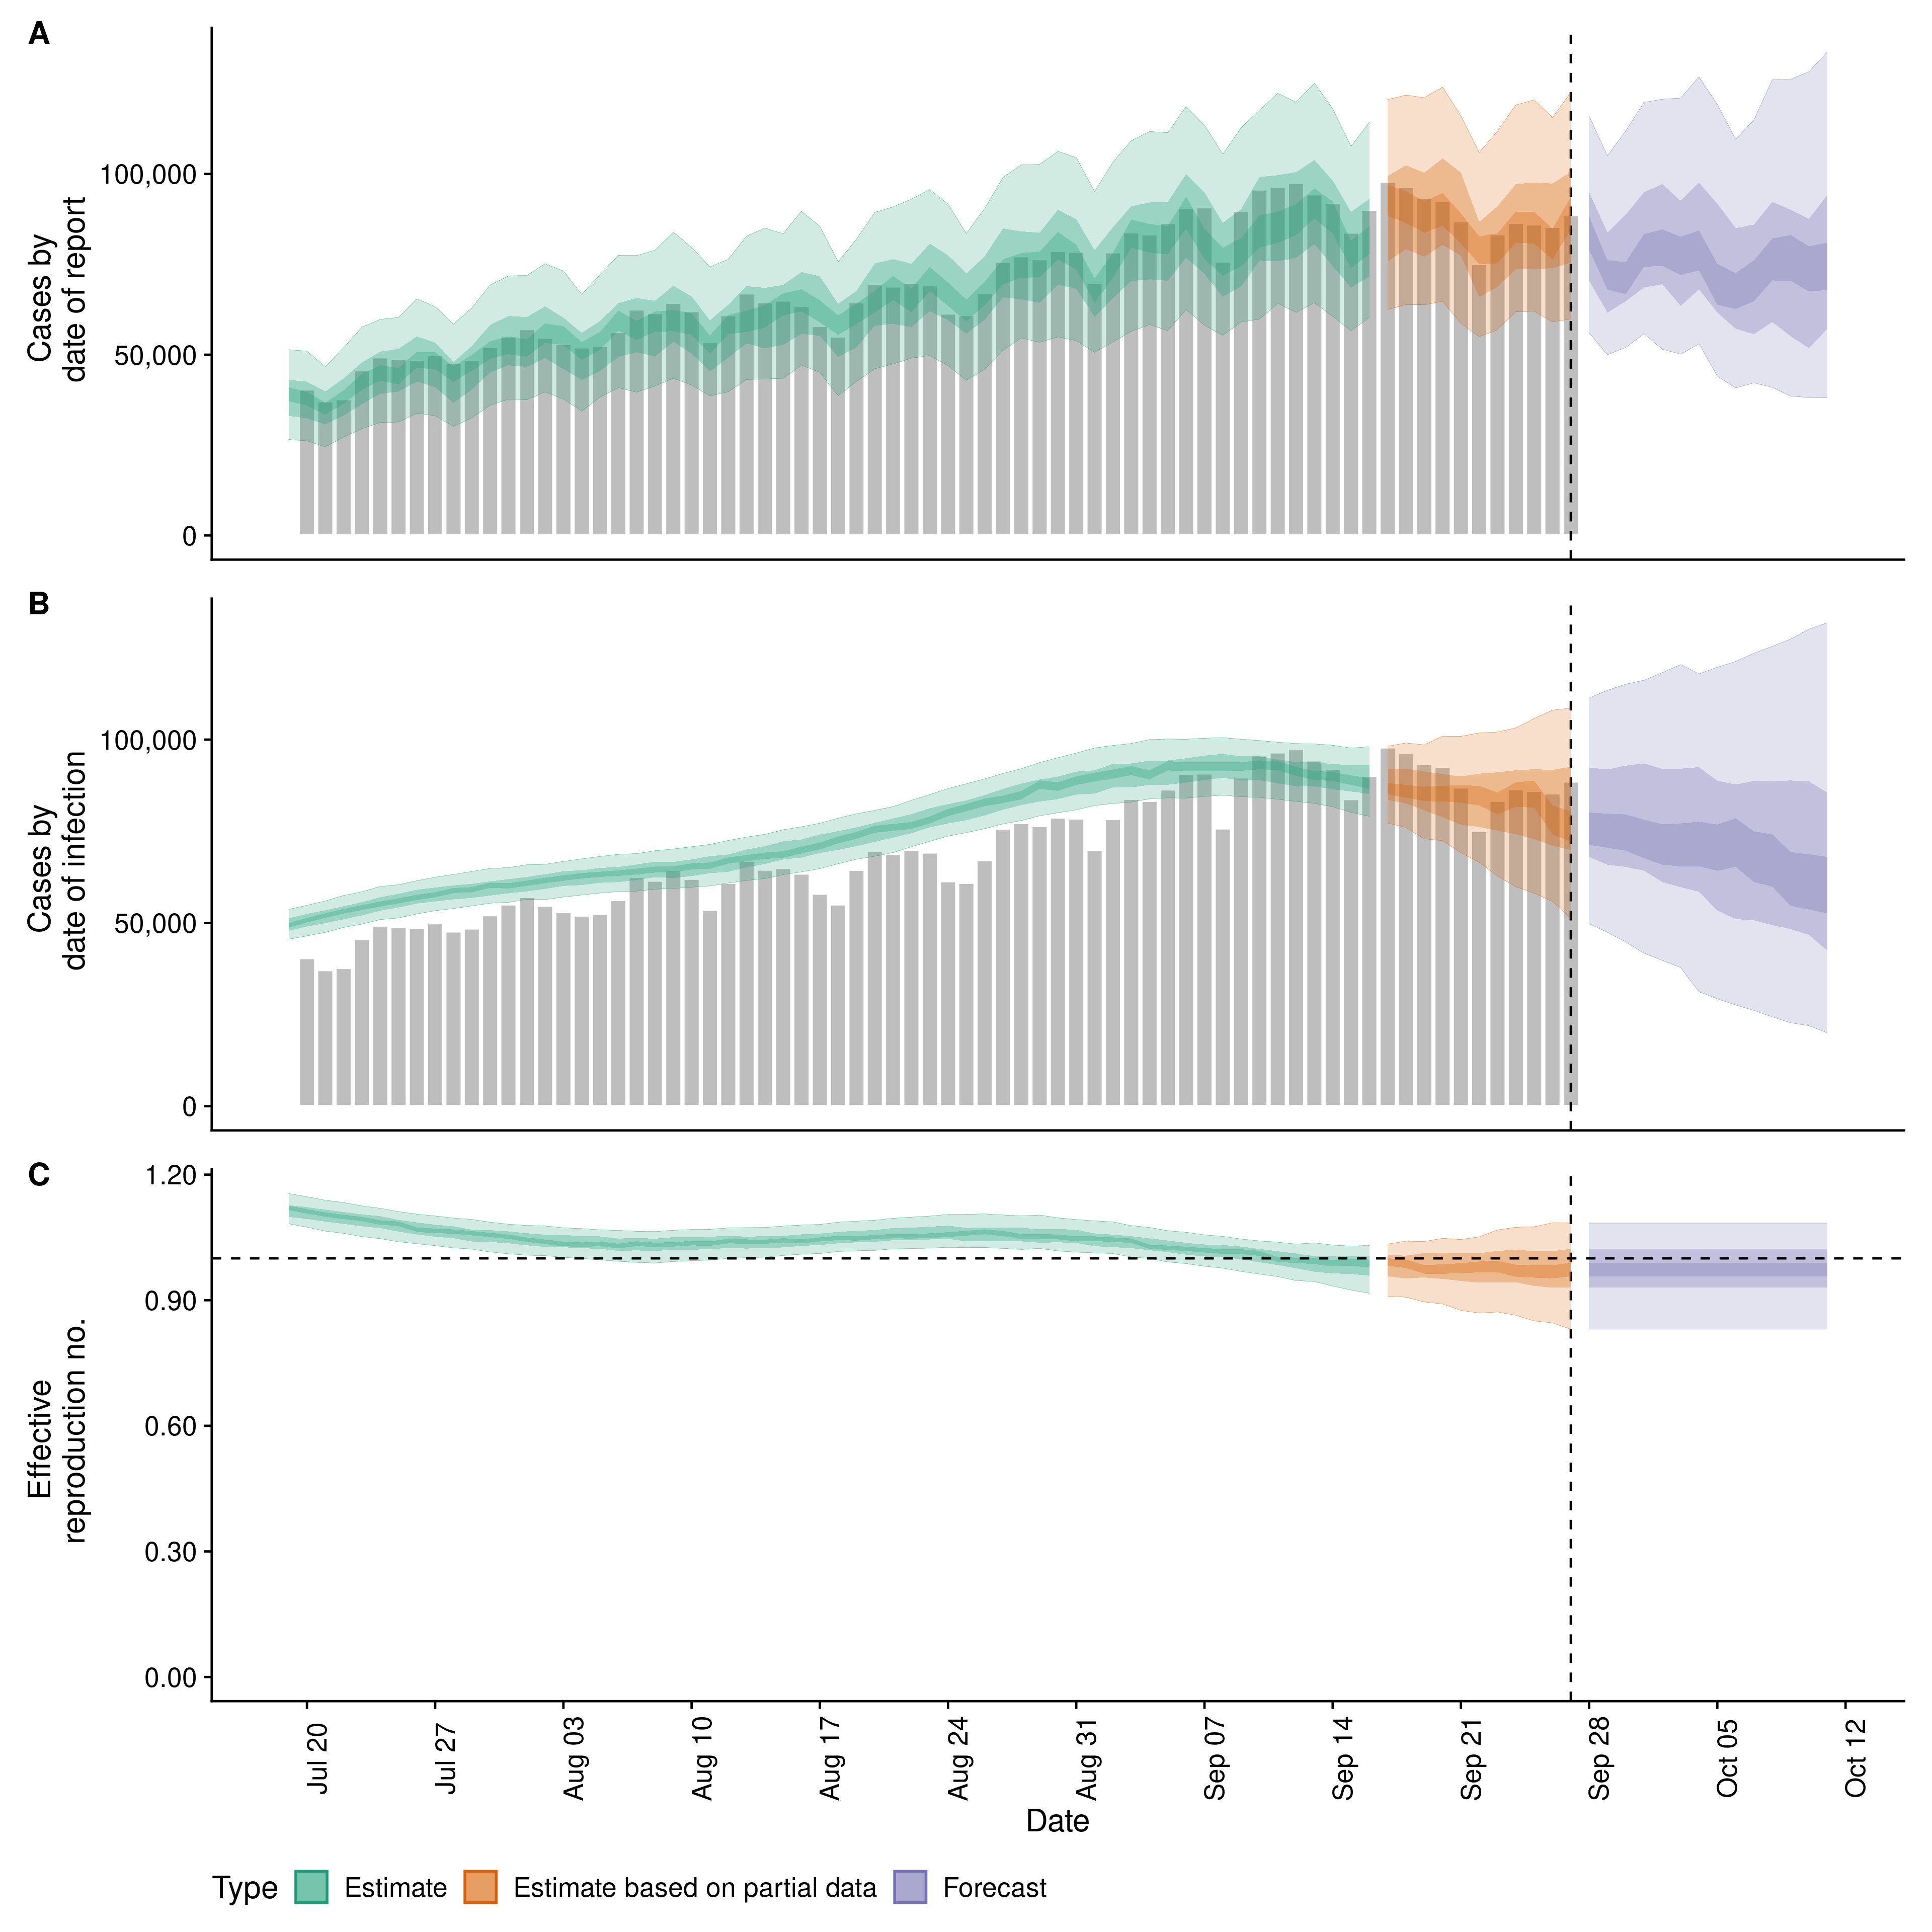 A
Cases by
date of report
100,000
50,000
0
B
Cases by
date of infection
100,000
50,000
0
C
Effective
reproduction no.
1.20
0.90
0.60
0.30
0.00
Jul 20
Jul 27
Aug 03
Aug 10
Aug 17
Aug 24
Aug 31
Sep 07
Sep 14
Sep 21
Sep 28
Oct 05
Oct 12
Date
Type Estimate Estimate based on partial data Forecast